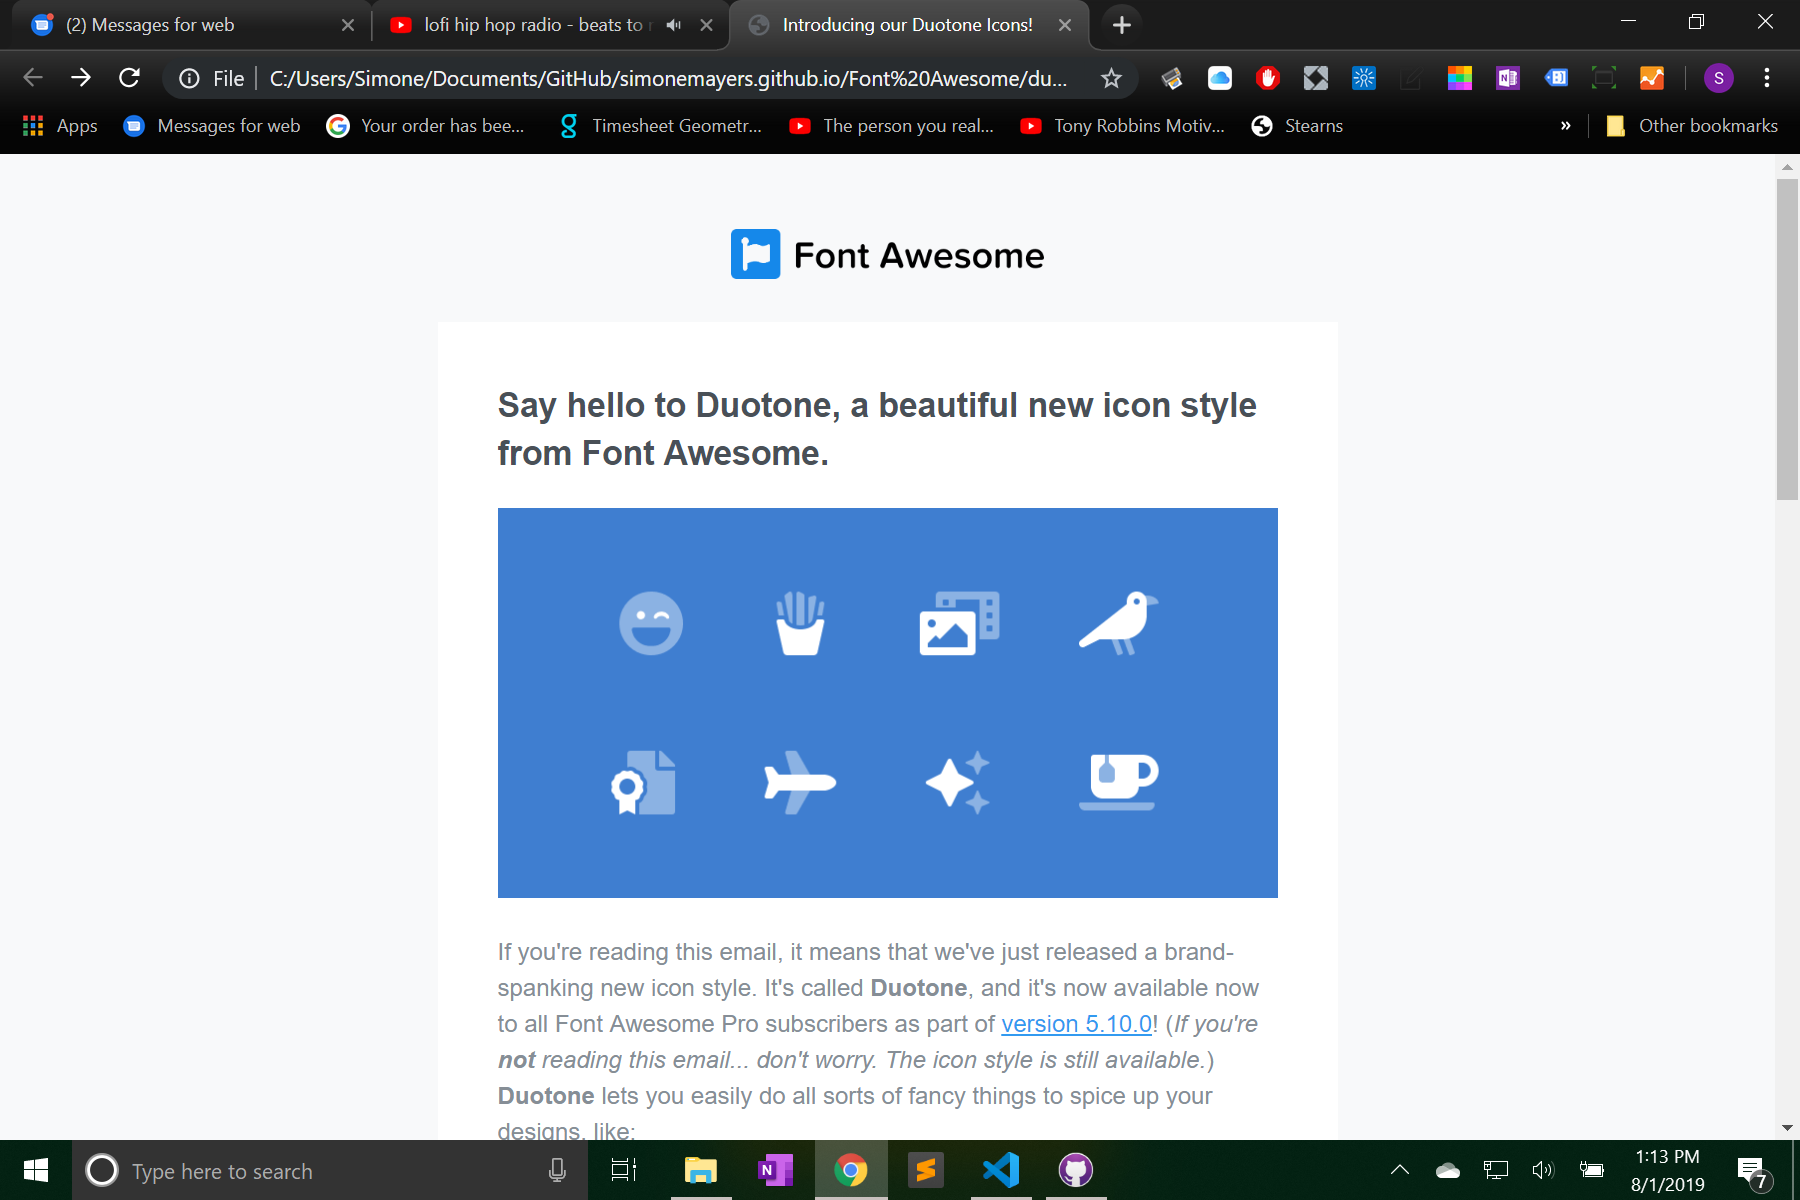 (2) Messages for web
lofi hip hop radio - beats to
Introducing our Duotone Icons!
File
C:/Users/Simone/Documents/GitHub/simonemayers.github.io/Font%20Awesome/du...
S
Apps
Messages for web
Your order has bee...
Timesheet Geometr...
The person you real...
Tony Robbins Motiv...
Stearns
»
Other bookmarks
Font Awesome
Say hello to Duotone, a beautiful new icon style
from Font Awesome.
If you're reading this email, it means that we've just released a brand-
spanking new icon style. It's called Duotone, and it's now available now
to all Font Awesome Pro subscribers as part of version 5.10.0! (If you're
not reading this email... don't worry. The icon style is still available.)
Duotone lets you easily do all sorts of fancy things to spice up your
designs, like:
Type here to search
1:13 PM
8/1/2019
7